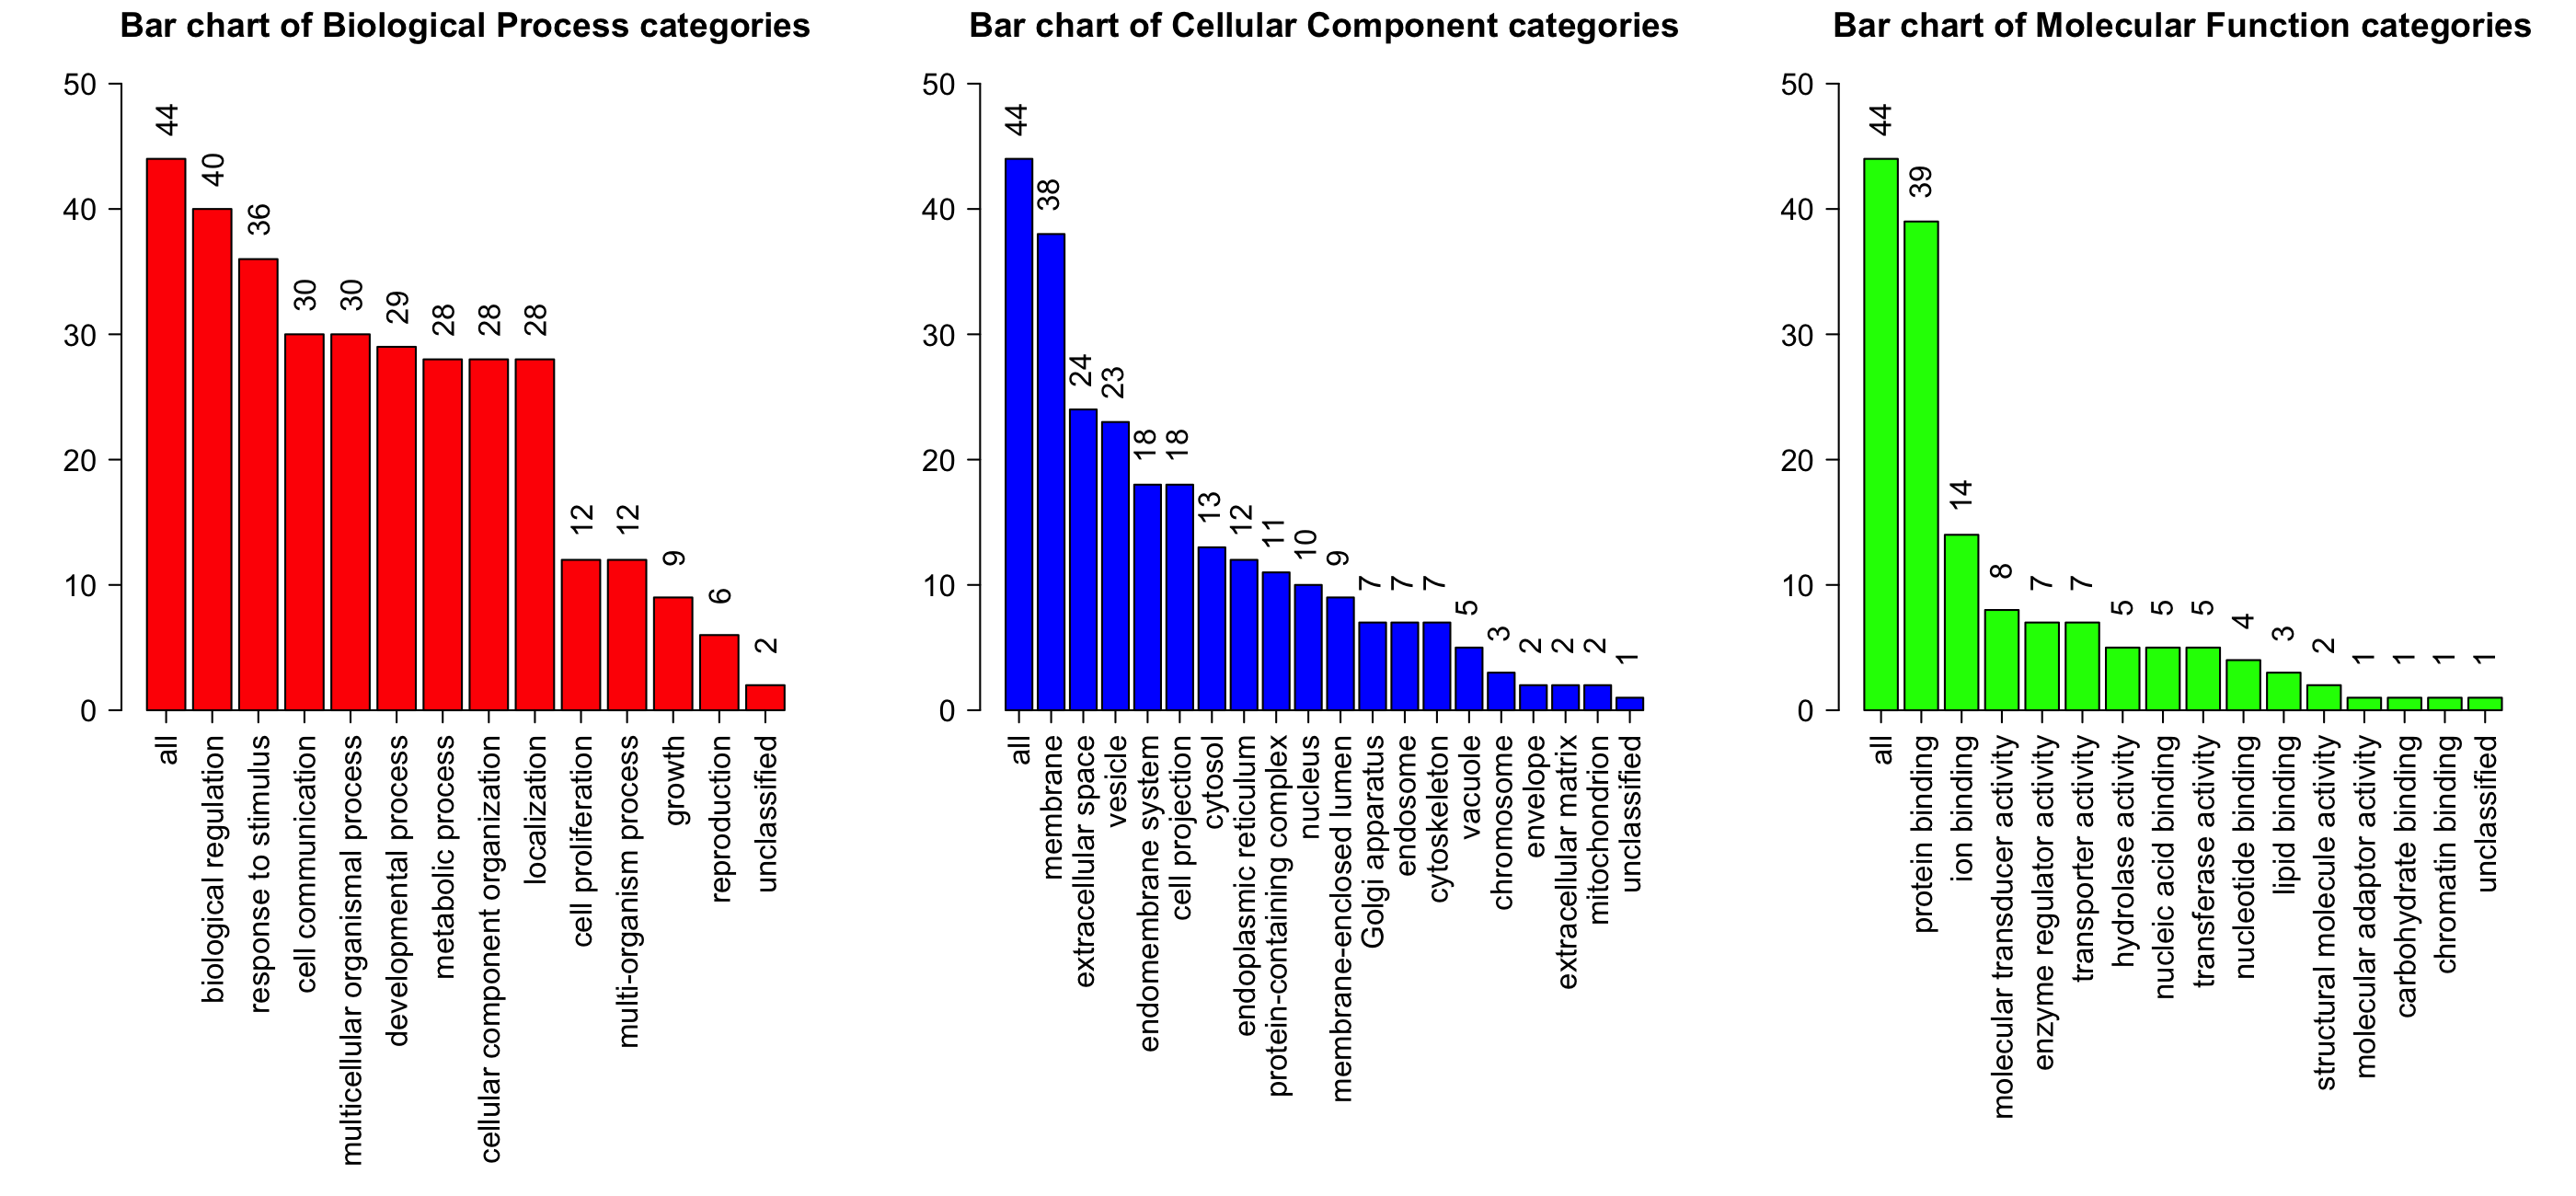 Bar chart of Biological Process categories
50
40
30
20
10
0
44
40
36
30
30
29
28
28
28
12
12
9
6
2
all
biological regulation
response to stimulus
cell communication
multicellular organismal process
developmental process
metabolic process
cellular component organization
localization
cell proliferation
multi-organism process
growth
reproduction
unclassified
Bar chart of Cellular Component categories
50
40
30
20
10
0
44
38
24
23
18
18
13
12
11
10
9
7
7
7
5
3
2
2
2
1
all
membrane
extracellular space
vesicle
endomembrane system
cell projection
cytosol
endoplasmic reticulum
protein-containing complex
nucleus
membrane-enclosed lumen
Golgi apparatus
endosome
cytoskeleton
vacuole
chromosome
envelope
extracellular matrix
mitochondrion
unclassified
Bar chart of Molecular Function categories
50
40
30
20
10
0
44
39
14
8
7
7
5
5
5
4
3
2
1
1
1
1
all
protein binding
ion binding
molecular transducer activity
enzyme regulator activity
transporter activity
hydrolase activity
nucleic acid binding
transferase activity
nucleotide binding
lipid binding
structural molecule activity
molecular adaptor activity
carbohydrate binding
chromatin binding
unclassified